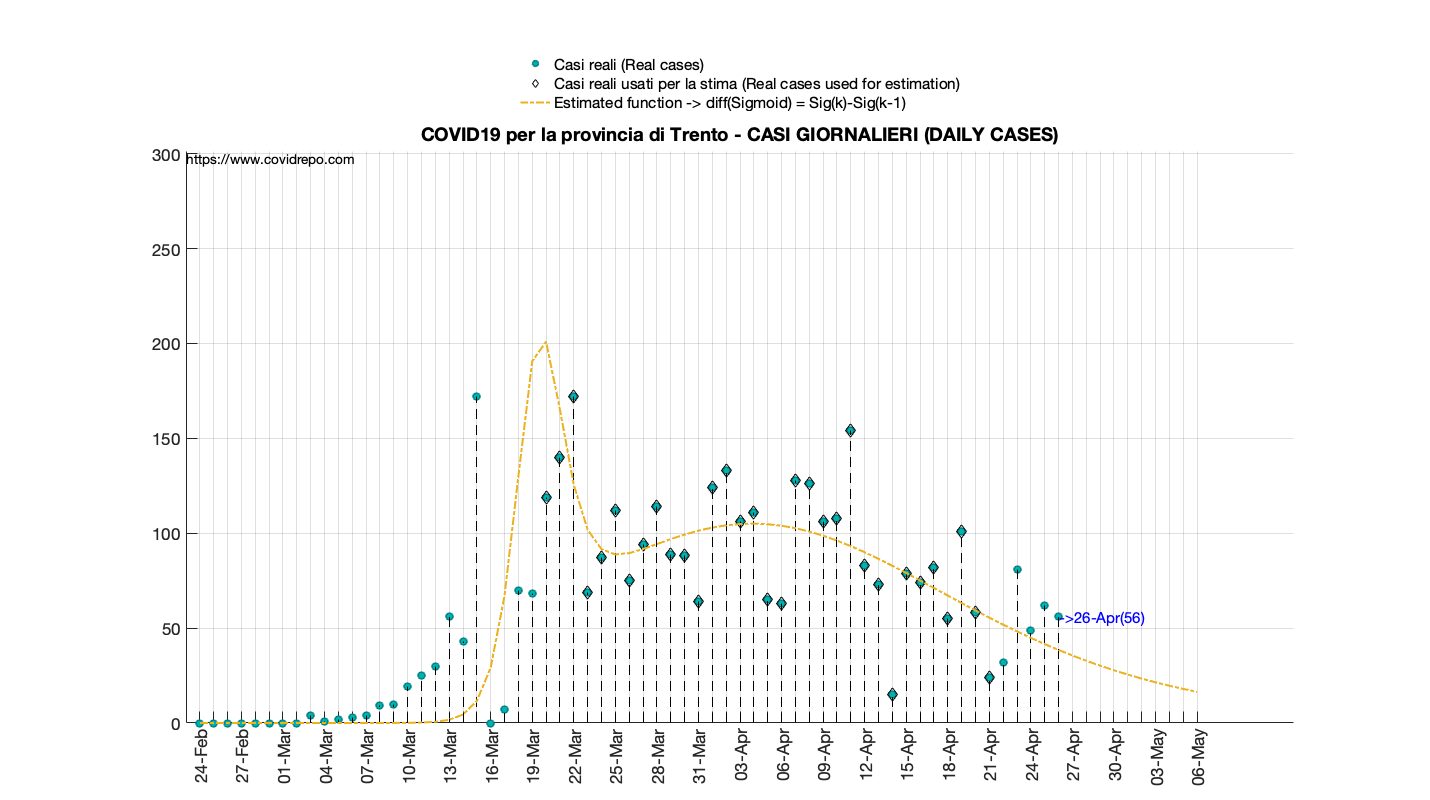 Casi reali (Real cases)
Casi reali usati per la stima (Real cases used for estimation)
Estimated function -> diff(Sigmoid) = Sig(k)-Sig(k-1)
COVID19 per la provincia di Trento - CASI GIORNALIERI (DAILY CASES)
https://www.covidrepo.com
300
250
200
150
100
50
0
->26-Apr(56)
24-Feb
27-Feb
01-Mar
04-Mar
07-Mar
10-Mar
13-Mar
16-Mar
19-Mar
22-Mar
25-Mar
28-Mar
31-Mar
03-Apr
06-Apr
09-Apr
12-Apr
15-Apr
18-Apr
21-Apr
24-Apr
27-Apr
30-Apr
03-May
06-May